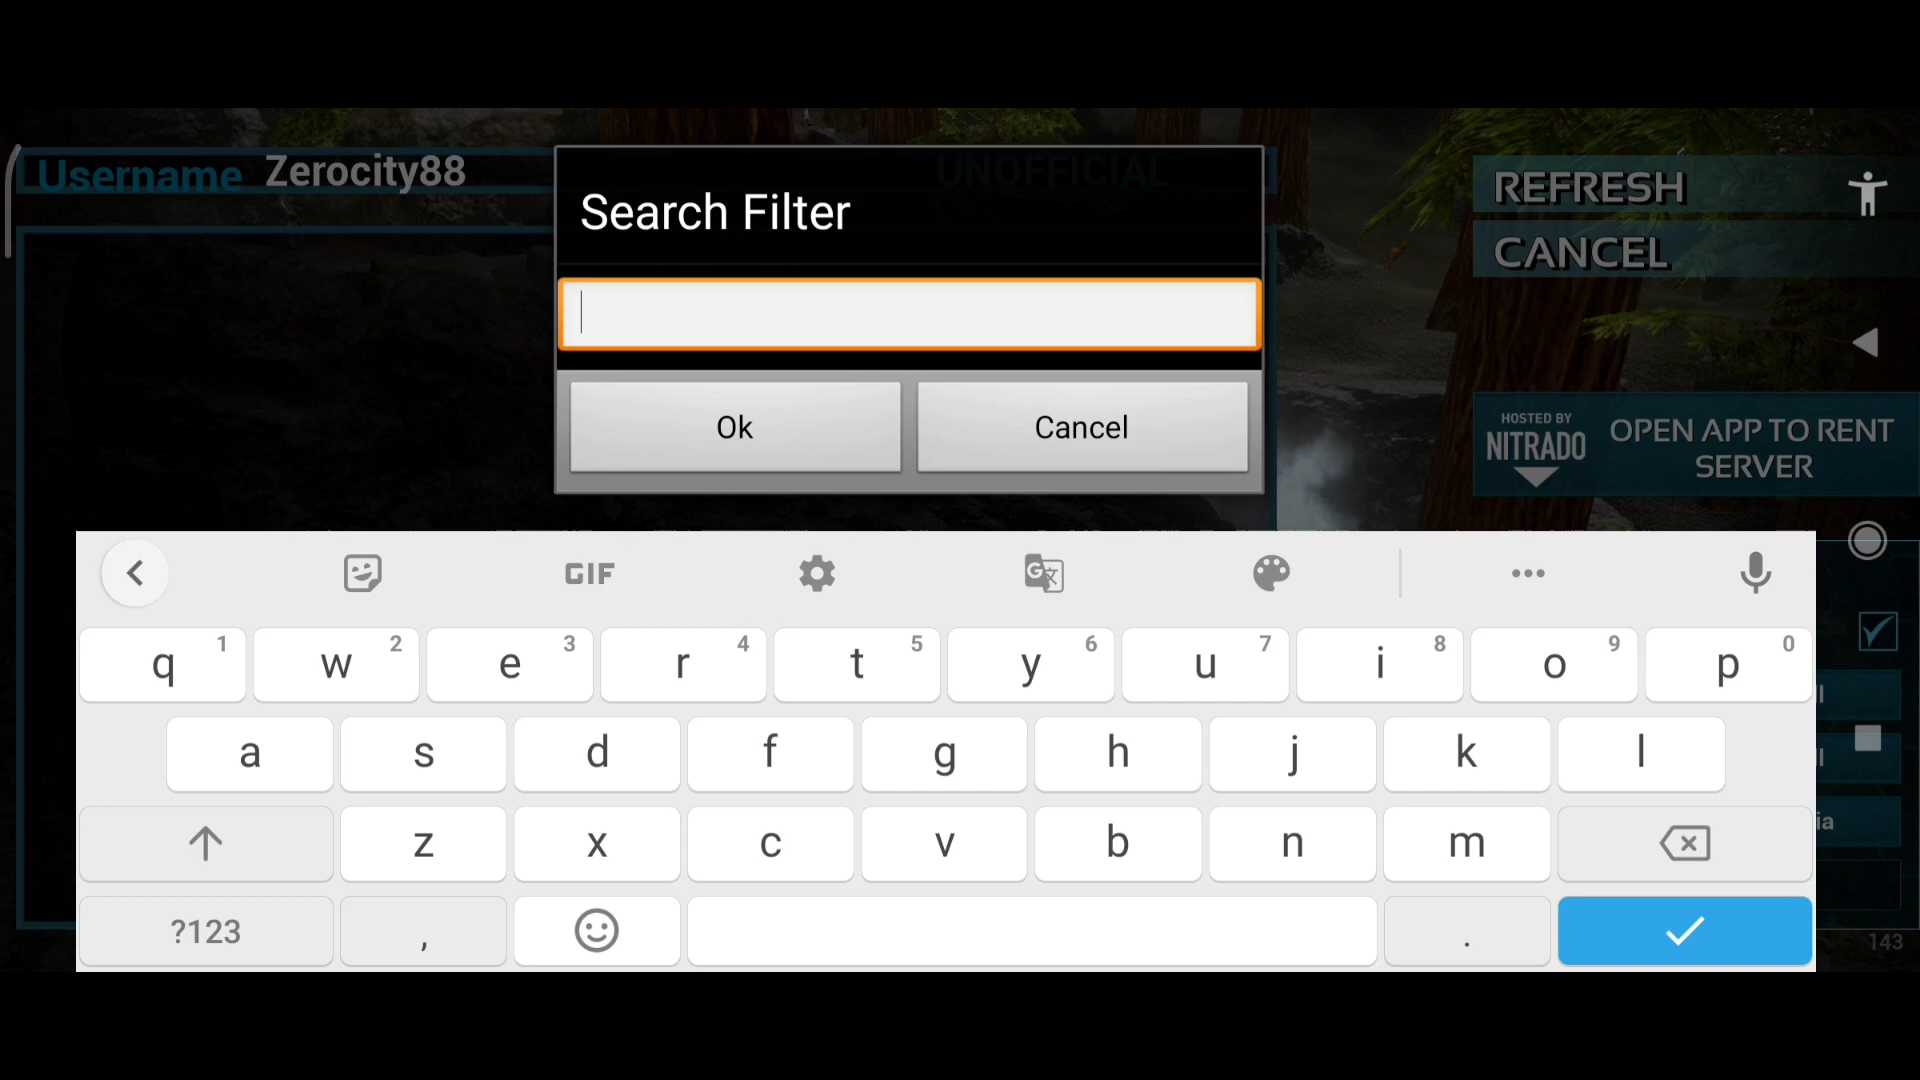 Username Zerocity88
UNOFFICIAL
Search Filter
Ok
Cancel
REFRESH
CANCEL
HOSTED BY
NITRADO
OPEN APP TO RENT
SERVER
GIF
G
q 1 w 2 e 3 r 4 t 5 y 6 u 7 i 8 o 9 p 0
a s d f g h j k l
z x c v b n m
?123 , .
ia
143